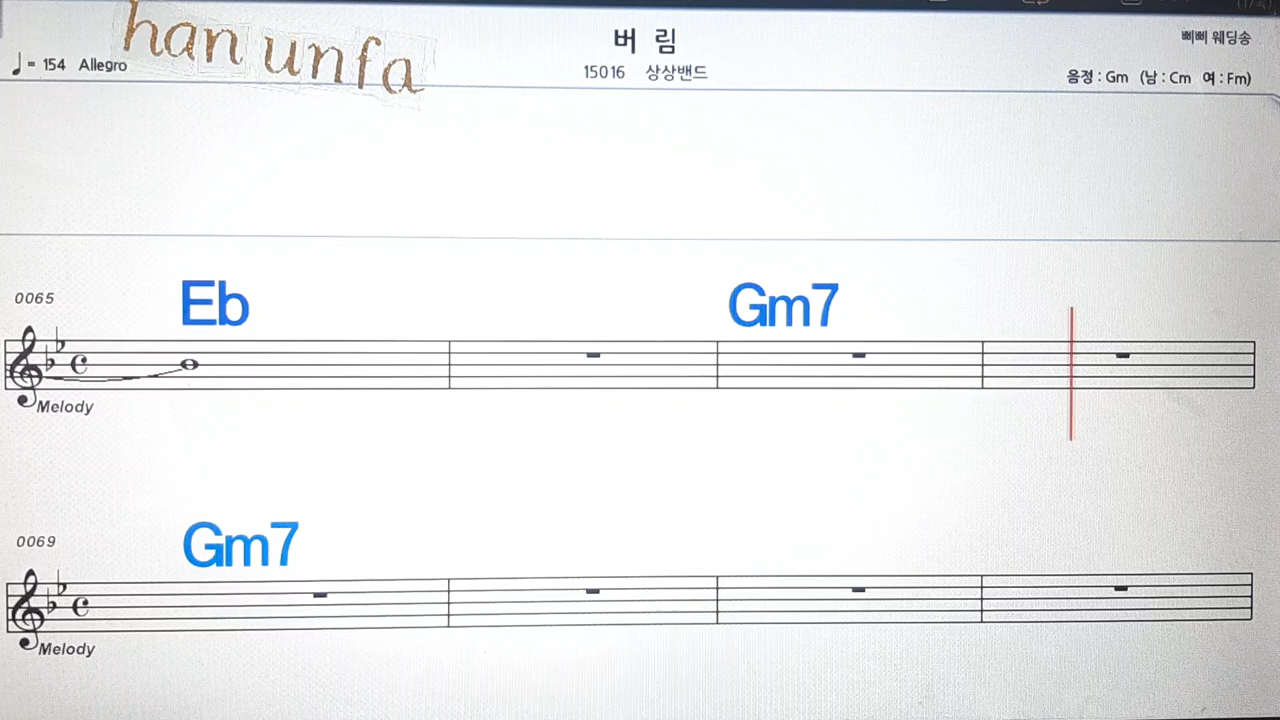 han unfa
버 림
삐삐 웨딩송
♩ = 154 Allegro
15016 상상밴드
음정 : Gm (남 : Cm 여 : Fm)
0065
Eb
Gm7
Melody
0069
Gm7
Melody